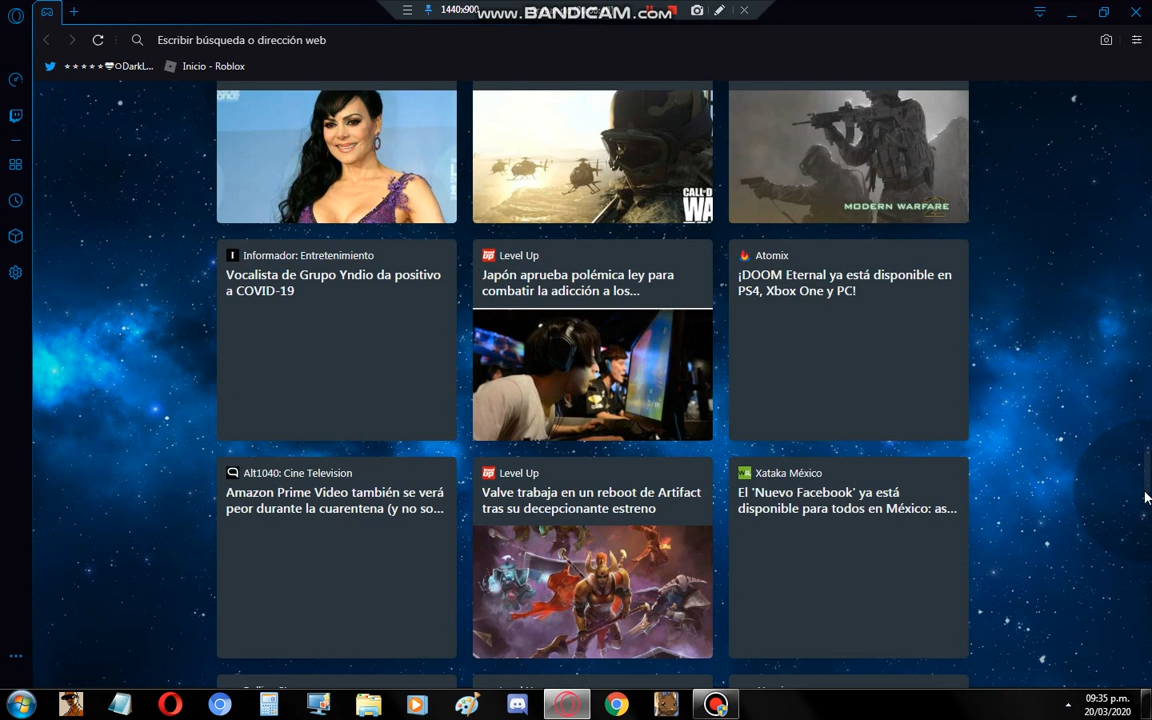 1440x900
www.BANDICAM.com
Escribir búsqueda o dirección web
★★★★★❤○DarkL...
Inicio - Roblox
CALL OF D
WA
MODERN WARFARE
2
Informador: Entretenimiento
Vocalista de Grupo Yndio da positivo
a COVID-19
Level Up
Japón aprueba polémica ley para
combatir la adicción a los...
Atomix
¡DOOM Eternal ya está disponible en
PS4, Xbox One y PC!
Alt1040: Cine Television
Amazon Prime Video también se verá
peor durante la cuarentena (y no so...
Level Up
Valve trabaja en un reboot de Artifact
tras su decepcionante estreno
Xataka México
El 'Nuevo Facebook' ya está
disponible para todos en México: as...
09:35 p.m.
20/03/2020